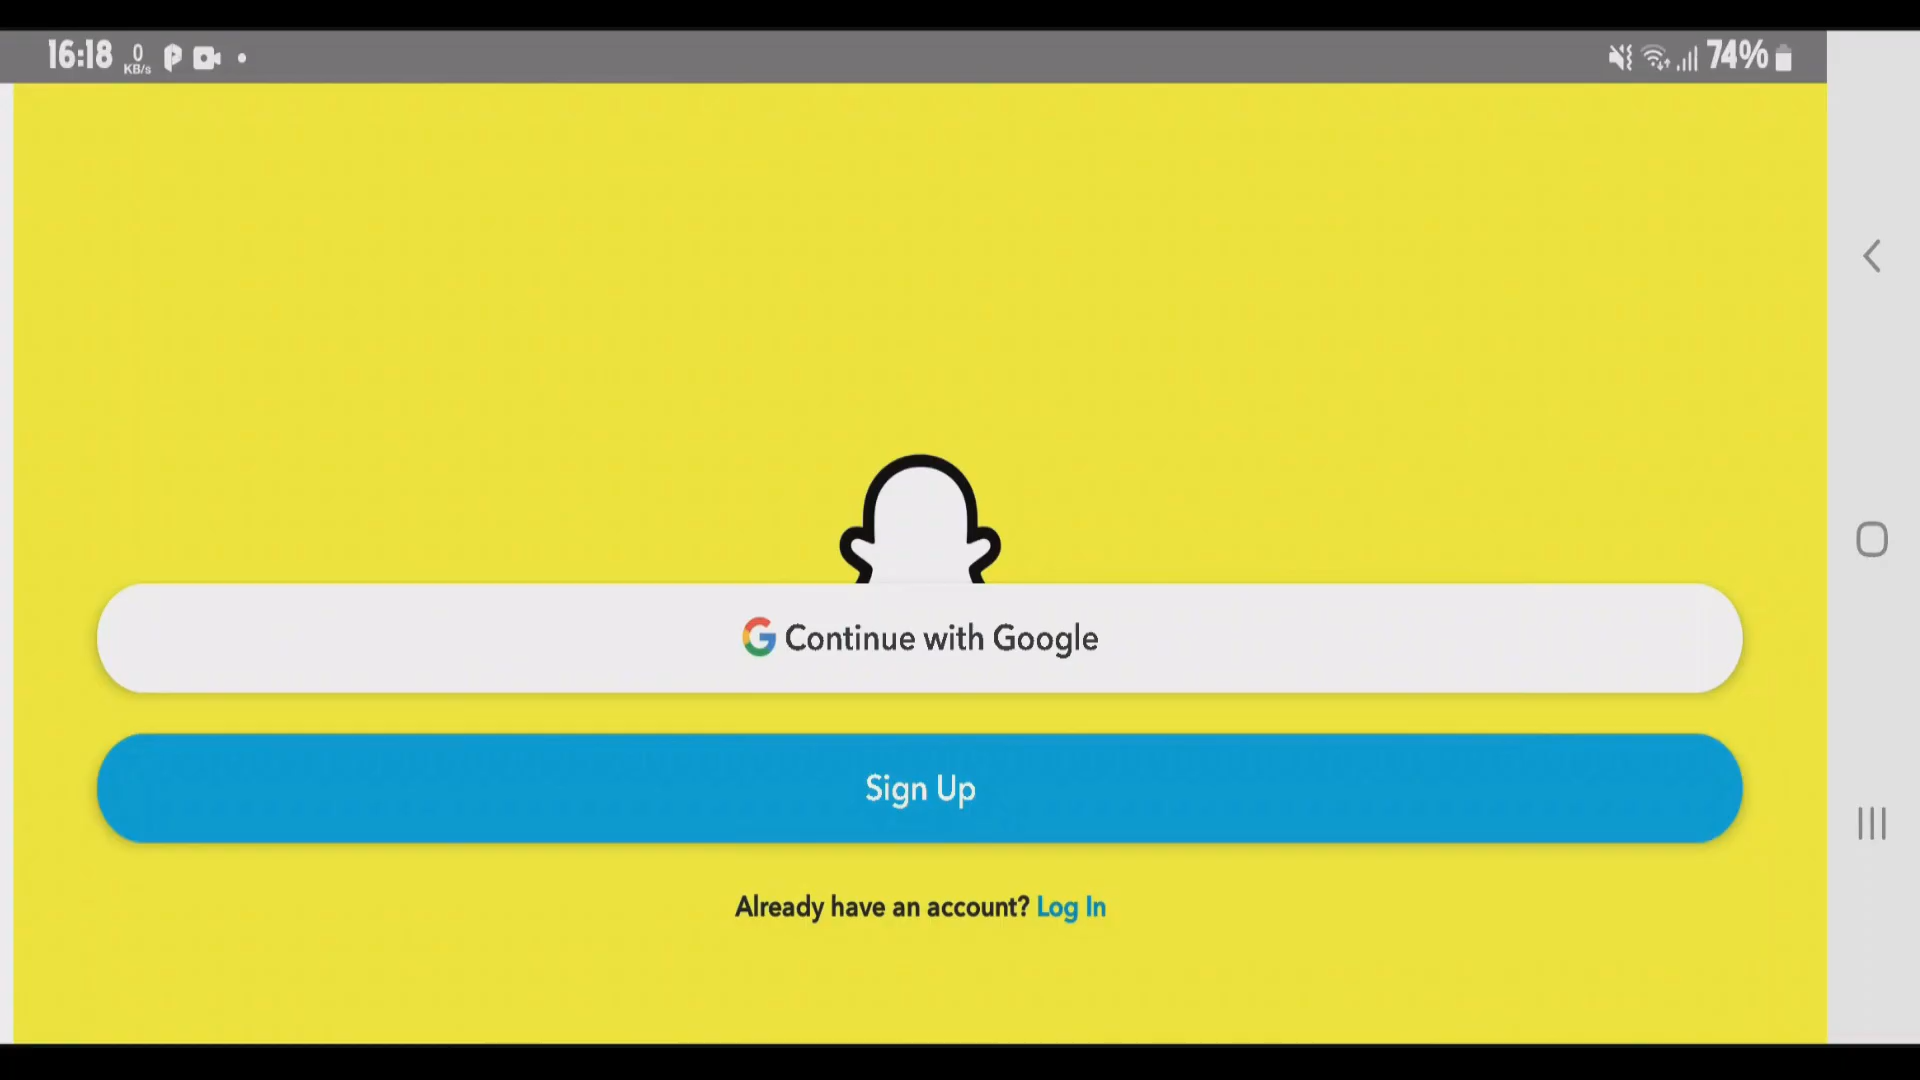 16:18 0 KB/s 74%
Continue with Google
Sign Up
Already have an account? Log In